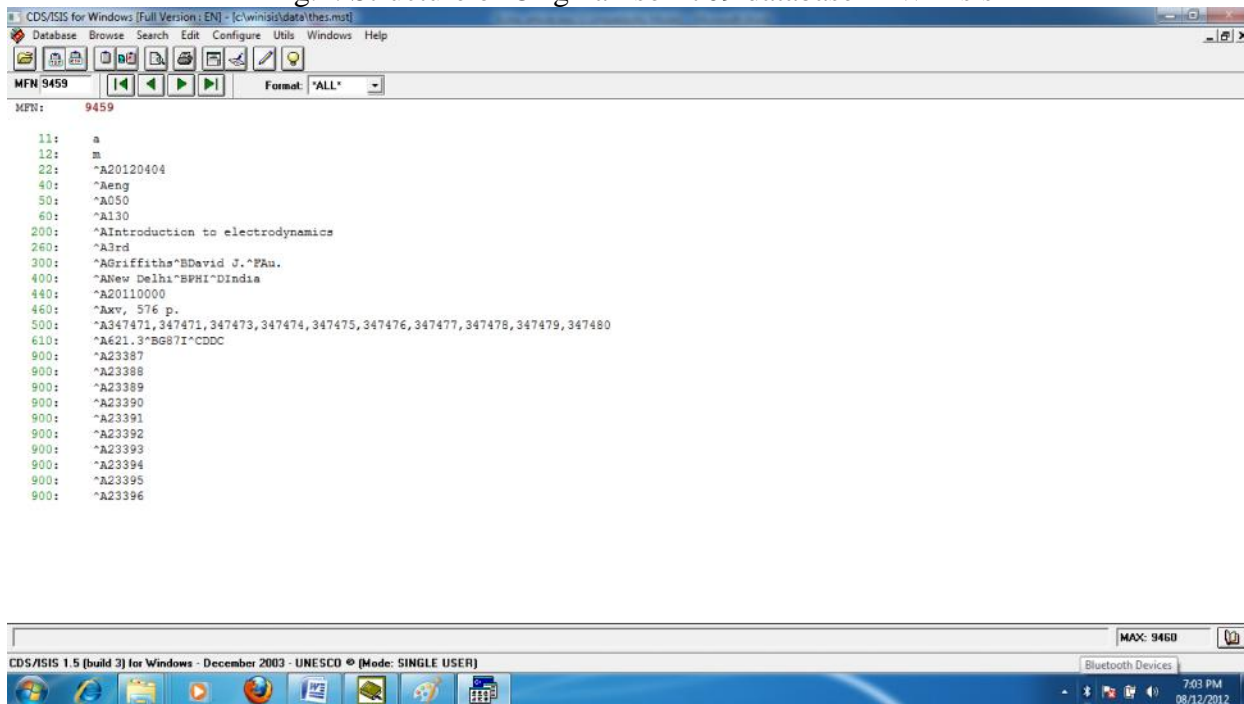 CDS/ISIS for Windows [Full Version : EN] - [c:\winisis\data\thes.mst]
Database Browse Search Edit Configure Utils Windows Help
MFN 9459 Format: "ALL"
MFN: 9459
11: a
12: m
22: ^A20120404
40: ^Aeng
50: ^A050
60: ^A130
200: ^AIntroduction to electrodynamics
260: ^A3rd
300: ^AGriffiths^BDavid J.^FAu.
400: ^ANew Delhi^BPHI^DIndia
440: ^A20110000
460: ^Axv, 576 p.
500: ^A347471,347471,347473,347474,347475,347476,347477,347478,347479,347480
610: ^A621.3^BG87I^CDDC
900: ^A23387
900: ^A23388
900: ^A23389
900: ^A23390
900: ^A23391
900: ^A23392
900: ^A23393
900: ^A23394
900: ^A23395
900: ^A23396
MAX: 9460
CDS/ISIS 1.5 (build 3) for Windows - December 2003 - UNESCO © (Mode: SINGLE USER)
Bluetooth Devices
7:03 PM
08/12/2012